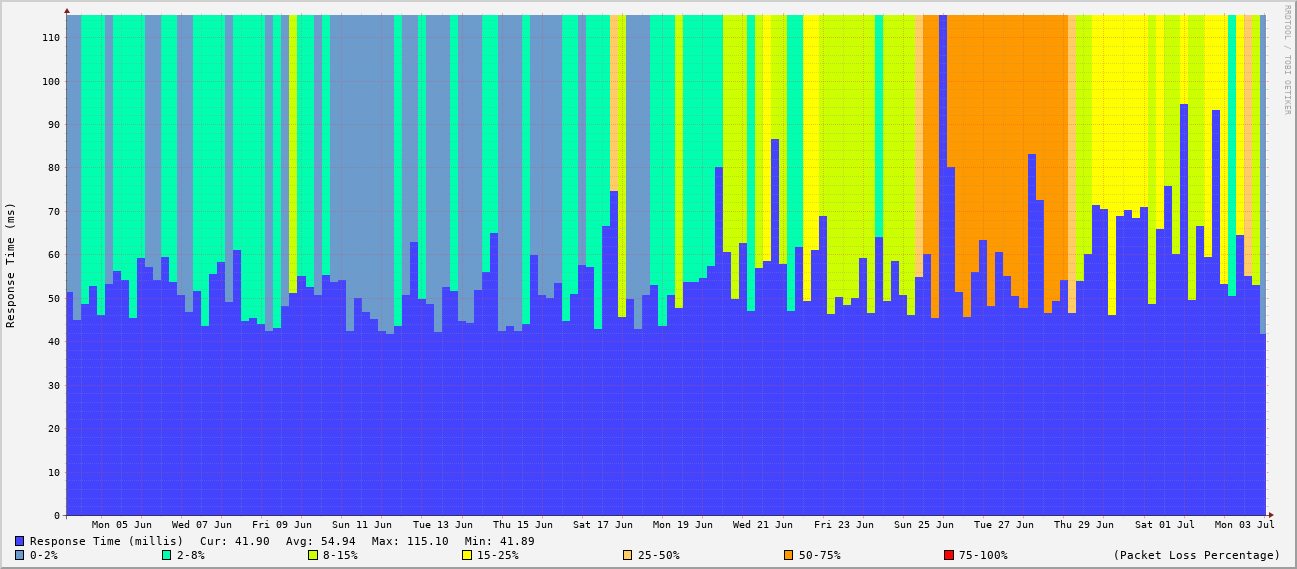 RRDTOOL / TOBI OETIKER
Response Time (ms)
110
100
90
80
70
60
50
40
30
20
10
0
Mon 05 Jun Wed 07 Jun Fri 09 Jun Sun 11 Jun Tue 13 Jun Thu 15 Jun Sat 17 Jun Mon 19 Jun Wed 21 Jun Fri 23 Jun Sun 25 Jun Tue 27 Jun Thu 29 Jun Sat 01 Jul Mon 03 Jul
Response Time (millis) Cur: 41.90 Avg: 54.94 Max: 115.10 Min: 41.89
0-2% 2-8% 8-15% 15-25% 25-50% 50-75% 75-100% (Packet Loss Percentage)